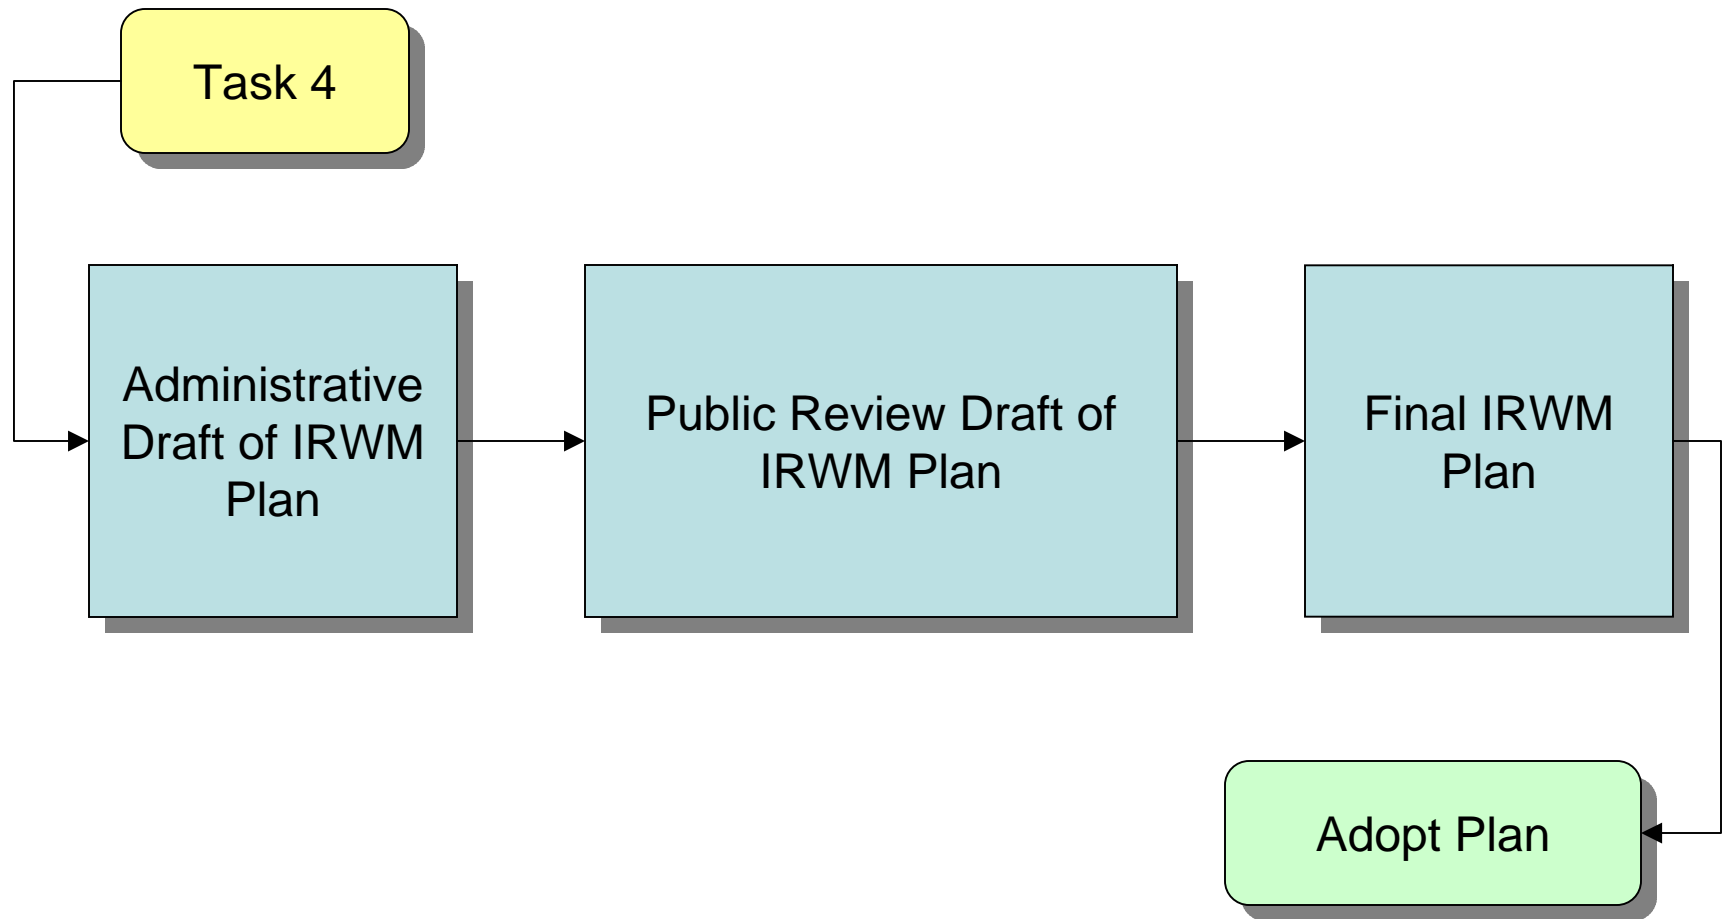 Task 4
Administrative
Draft of IRWM
Plan
Public Review Draft of
IRWM Plan
Final IRWM
Plan
Adopt Plan